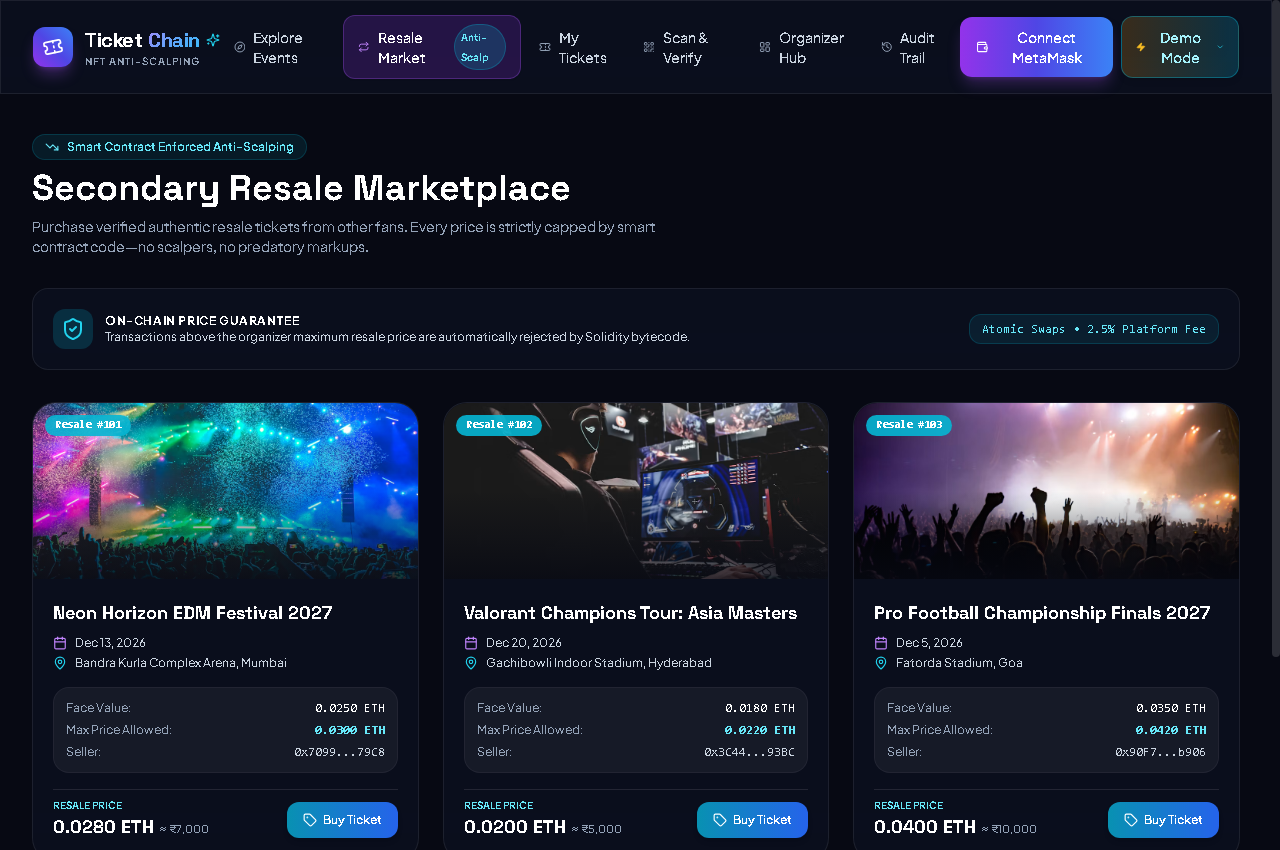 Ticket Chain
NFT ANTI-SCALPING
Explore
Events
Resale
Market
Anti-
Scalp
My
Tickets
Scan &
Verify
Organizer
Hub
Audit
Trail
Connect
MetaMask
Demo
Mode
Smart Contract Enforced Anti-Scalping
Secondary Resale Marketplace
Purchase verified authentic resale tickets from other fans. Every price is strictly capped by smart
contract code—no scalpers, no predatory markups.
ON-CHAIN PRICE GUARANTEE
Transactions above the organizer maximum resale price are automatically rejected by Solidity bytecode.
Atomic Swaps • 2.5% Platform Fee
Resale #101
Neon Horizon EDM Festival 2027
Dec 13, 2026
Bandra Kurla Complex Arena, Mumbai
Face Value: 0.0250 ETH
Max Price Allowed: 0.0300 ETH
Seller: 0x7099...79C8
RESALE PRICE
0.0280 ETH ≈ ₹7,000
Buy Ticket
Resale #102
Valorant Champions Tour: Asia Masters
Dec 20, 2026
Gachibowli Indoor Stadium, Hyderabad
Face Value: 0.0180 ETH
Max Price Allowed: 0.0220 ETH
Seller: 0x3C44...93BC
RESALE PRICE
0.0200 ETH ≈ ₹5,000
Buy Ticket
Resale #103
Pro Football Championship Finals 2027
Dec 5, 2026
Fatorda Stadium, Goa
Face Value: 0.0350 ETH
Max Price Allowed: 0.0420 ETH
Seller: 0x90F7...b906
RESALE PRICE
0.0400 ETH ≈ ₹10,000
Buy Ticket